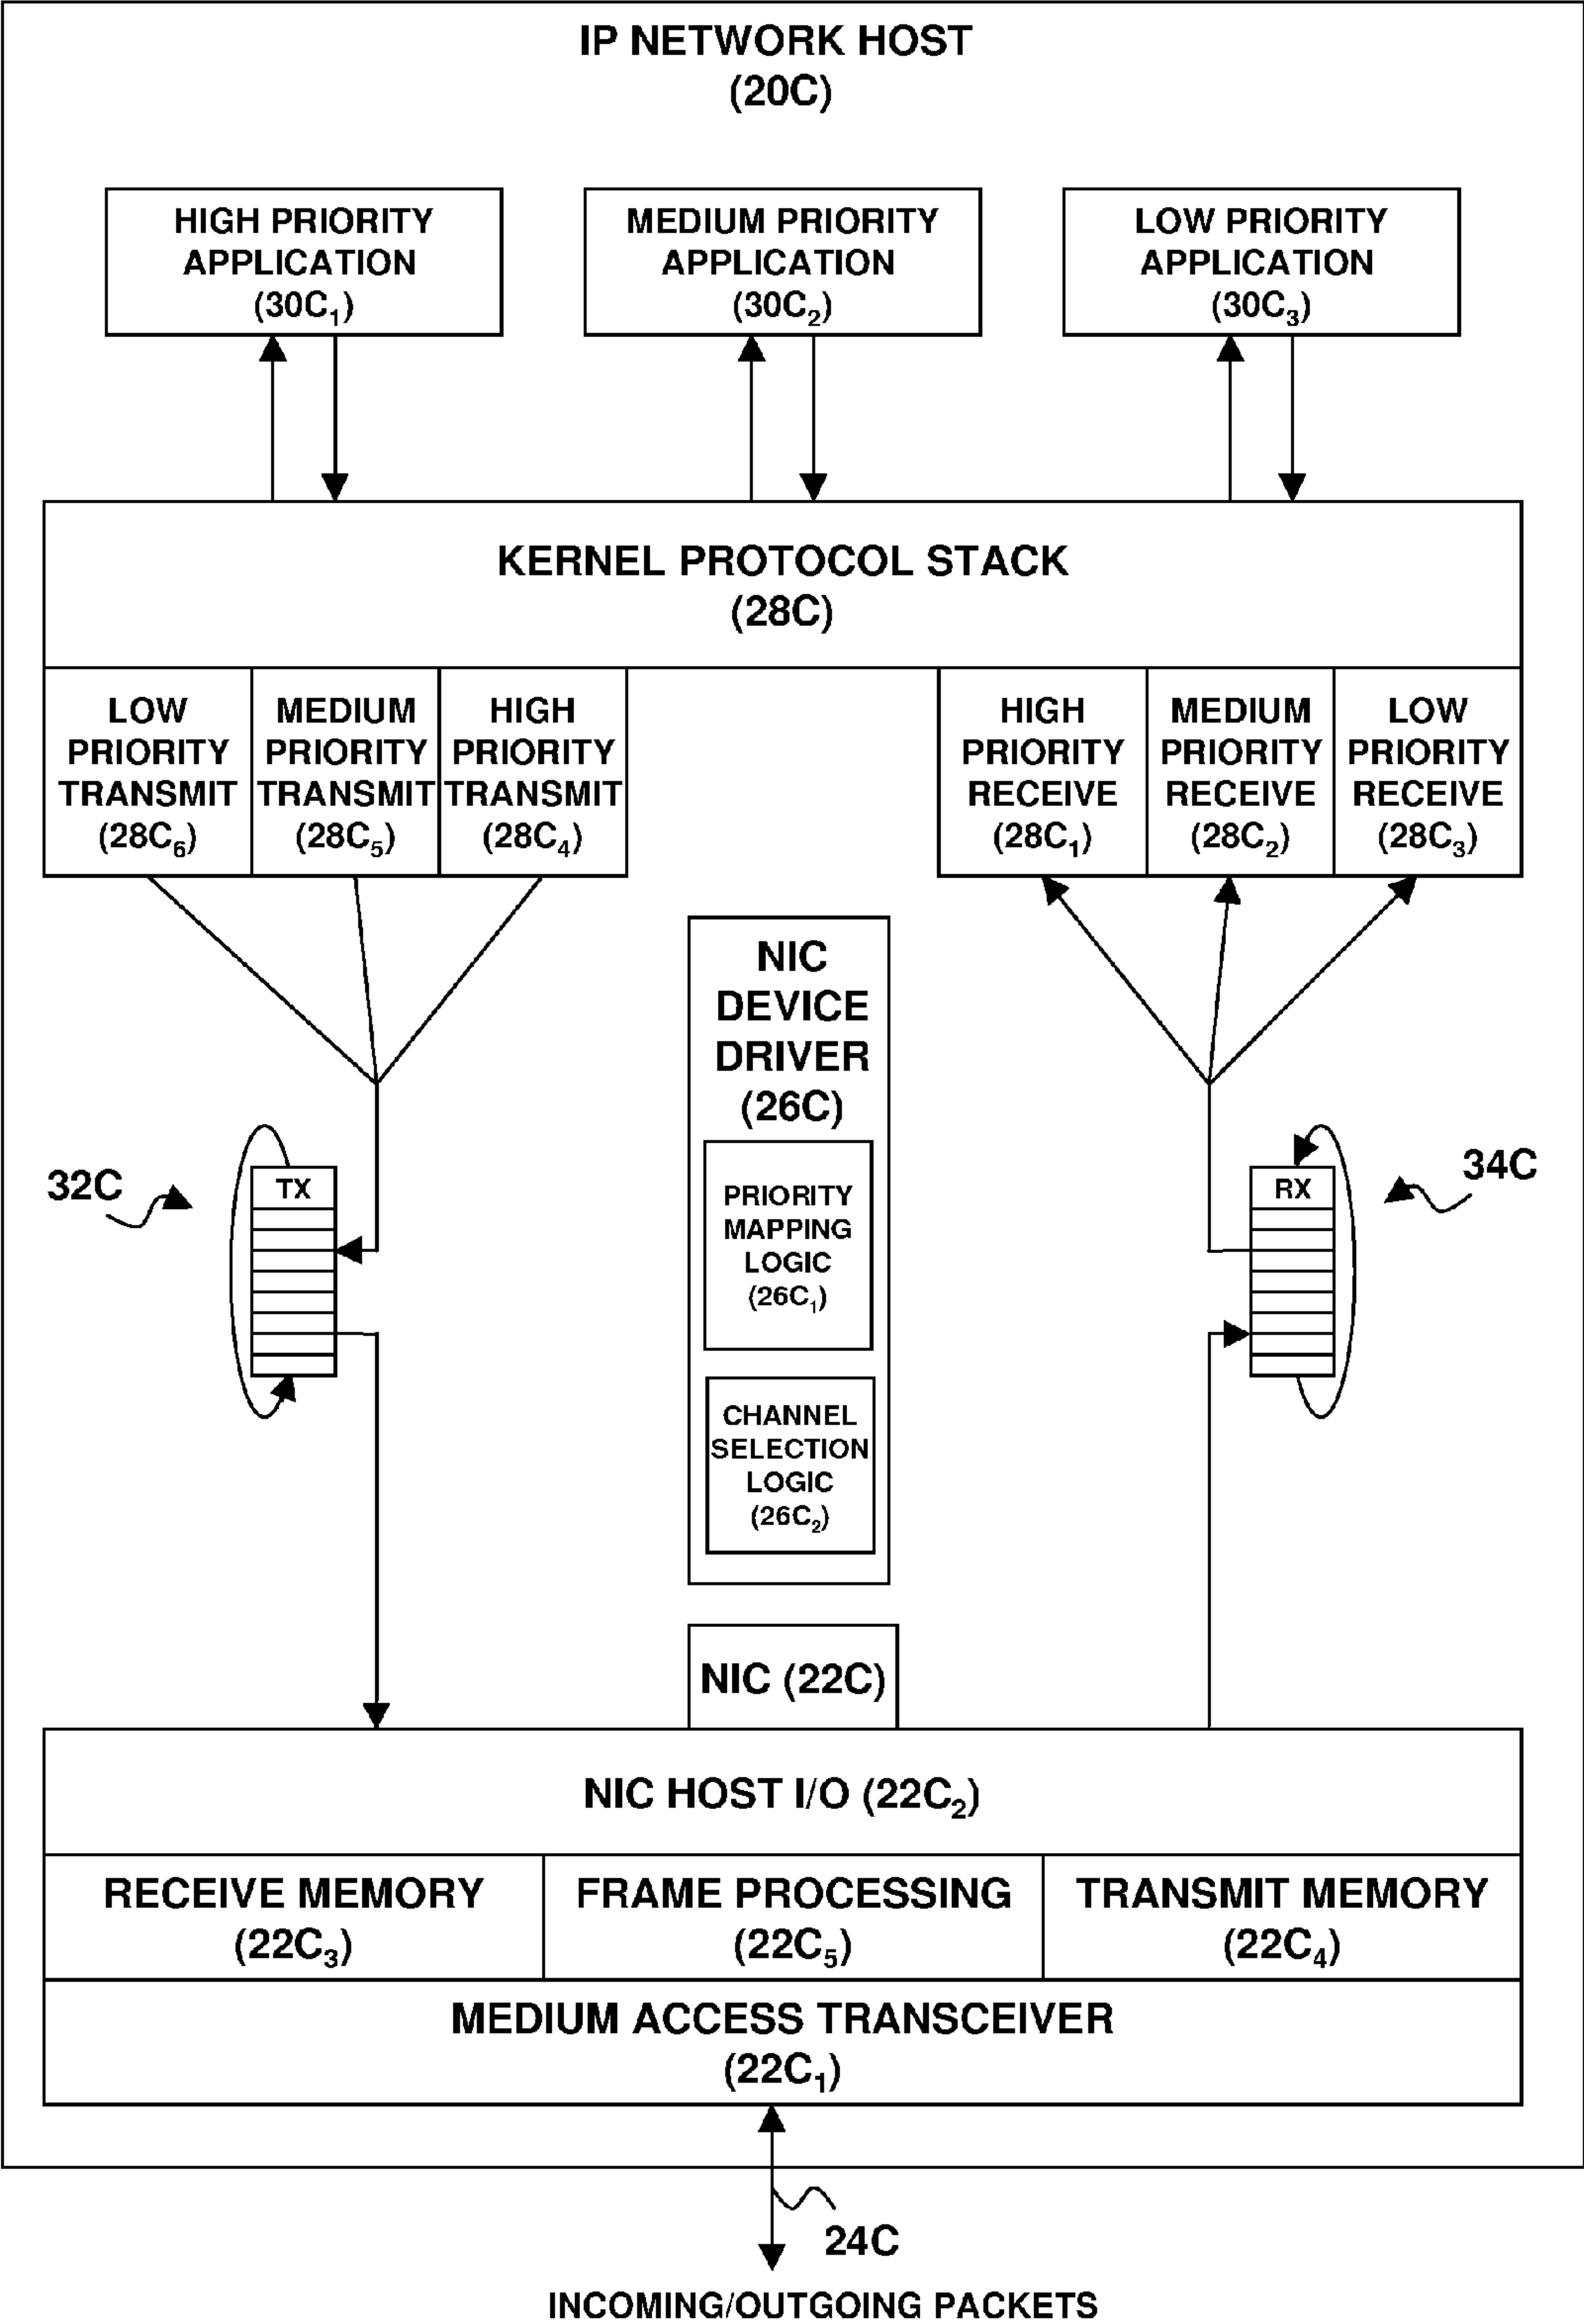 IP NETWORK HOST
(20C)
HIGH PRIORITY
APPLICATION
(30C₁)
MEDIUM PRIORITY
APPLICATION
(30C₂)
LOW PRIORITY
APPLICATION
(30C₃)
KERNEL PROTOCOL STACK
(28C)
LOW
PRIORITY
TRANSMIT
(28C₆)
MEDIUM
PRIORITY
TRANSMIT
(28C₅)
HIGH
PRIORITY
TRANSMIT
(28C₄)
HIGH
PRIORITY
RECEIVE
(28C₁)
MEDIUM
PRIORITY
RECEIVE
(28C₂)
LOW
PRIORITY
RECEIVE
(28C₃)
NIC
DEVICE
DRIVER
(26C)
PRIORITY
MAPPING
LOGIC
(26C₁)
CHANNEL
SELECTION
LOGIC
(26C₂)
32C
TX
RX
34C
NIC (22C)
NIC HOST I/O (22C₂)
RECEIVE MEMORY
(22C₃)
FRAME PROCESSING
(22C₅)
TRANSMIT MEMORY
(22C₄)
MEDIUM ACCESS TRANSCEIVER
(22C₁)
24C
INCOMING/OUTGOING PACKETS